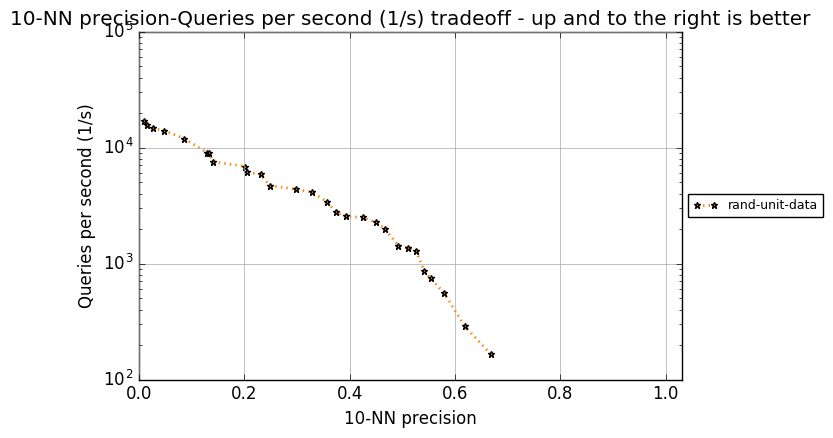 10-NN precision-Queries per second (1/s) tradeoff - up and to the right is better
10^5
10^4
10^3
10^2
Queries per second (1/s)
0.0 0.2 0.4 0.6 0.8 1.0
10-NN precision
rand-unit-data